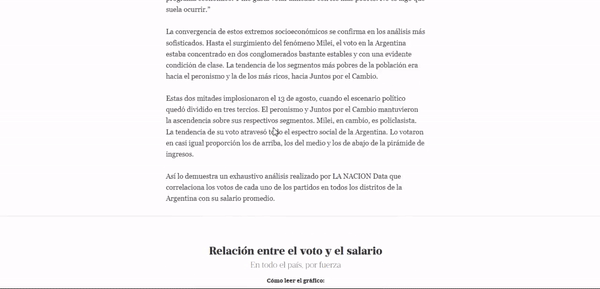 suela ocurrir."
La convergencia de estos extremos socioeconómicos se confirma en los análisis más
sofisticados. Hasta el surgimiento del fenómeno Milei, el voto en la Argentina
estaba concentrado en dos conglomerados bastante estables y con una evidente
condición de clase. La tendencia de los segmentos más pobres de la población era
hacia el peronismo y la de los más ricos, hacia Juntos por el Cambio.
Estas dos mitades implosionaron el 13 de agosto, cuando el escenario político
quedó dividido en tres tercios. El peronismo y Juntos por el Cambio mantuvieron
la ascendencia sobre sus respectivos segmentos. Milei, en cambio, es policlasista.
La tendencia de su voto atravesó todo el espectro social de la Argentina. Lo votaron
en casi igual proporción los de arriba, los del medio y los de abajo de la pirámide de
ingresos.
Así lo demuestra un exhaustivo análisis realizado por LA NACION Data que
correlaciona los votos de cada uno de los partidos en todos los distritos de la
Argentina con su salario promedio.
Relación entre el voto y el salario
En todo el país, por fuerza
Cómo leer el gráfico: